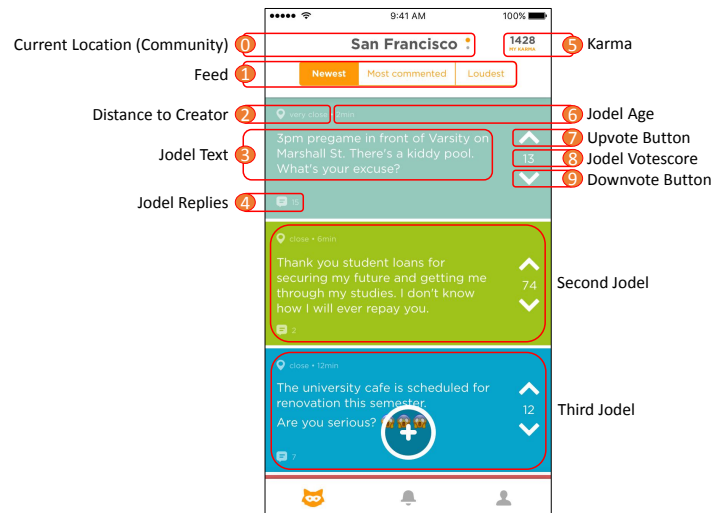 9:41 AM
100%
Current Location (Community) 0
San Francisco
1428
MY KARMA
5 Karma
Feed 1
Newest
Most commented
Loudest
Distance to Creator 2
very close • 2min
6 Jodel Age
Jodel Text 3
3pm pregame in front of Varsity on
Marshall St. There's a kiddy pool.
What's your excuse?
7 Upvote Button
13
8 Jodel Votescore
9 Downvote Button
Jodel Replies 4
15
close • 6min
Thank you student loans for
securing my future and getting me
through my studies. I don't know
how I will ever repay you.
74
Second Jodel
2
close • 12min
The university cafe is scheduled for
renovation this semester.
Are you serious? 😱😱😱
12
Third Jodel
7